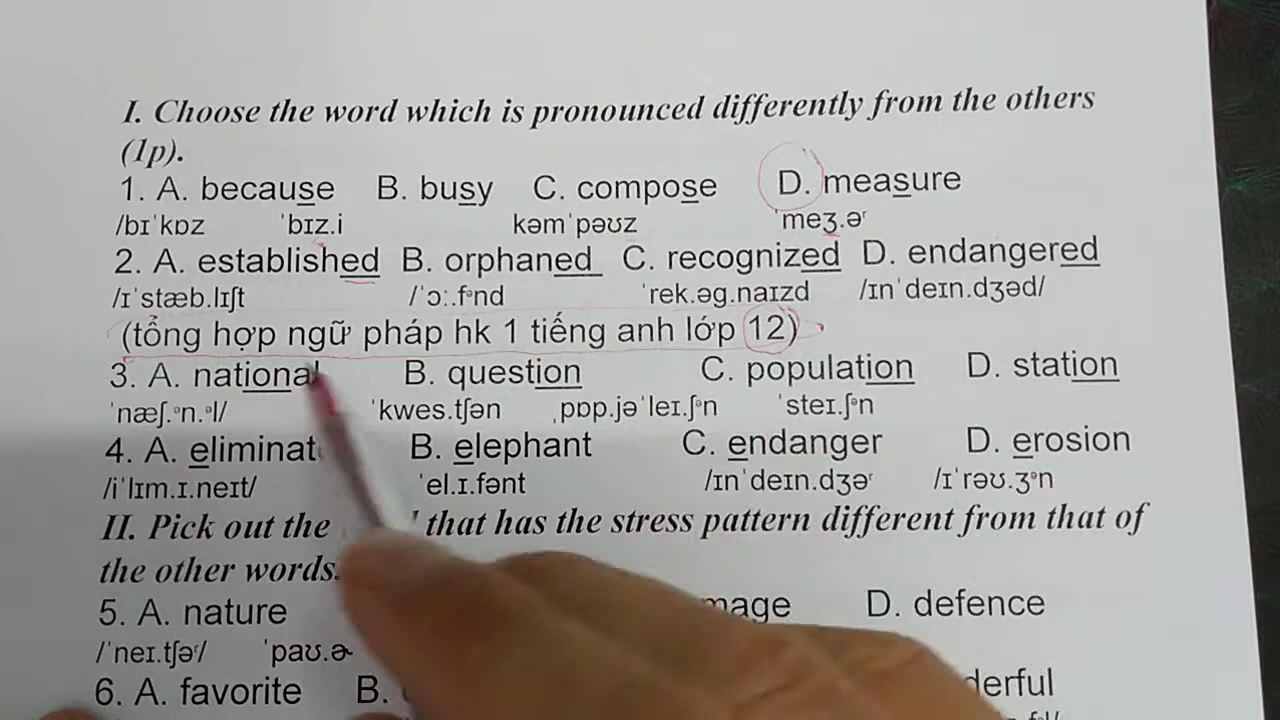 I. Choose the word which is pronounced differently from the others
(1p).
1. A. because B. busy C. compose D. measure
/bɪˈkɒz ˈbɪz.i kəmˈpəʊz ˈmeʒ.əʳ
2. A. established B. orphaned C. recognized D. endangered
/ɪˈstæb.lɪʃt /ˈɔː.fᵊnd ˈrek.əg.naɪzd /ɪnˈdeɪn.dʒəd/
(tổng hợp ngữ pháp hk 1 tiếng anh lớp 12)
3. A. national B. question C. population D. station
ˈnæʃ.ᵊn.ᵊl/ ˈkwes.tʃən ˌpɒp.jəˈleɪ.ʃᵊn ˈsteɪ.ʃᵊn
4. A. eliminat B. elephant C. endanger D. erosion
/iˈlɪm.ɪ.neɪt/ ˈel.ɪ.fənt /ɪnˈdeɪn.dʒəʳ /ɪˈrəʊ.ʒᵊn
II. Pick out the that has the stress pattern different from that of
the other words.
5. A. nature mage D. defence
/ˈneɪ.tʃəʳ/ ˈpaʊ.ɚ
6. A. favorite B. derful